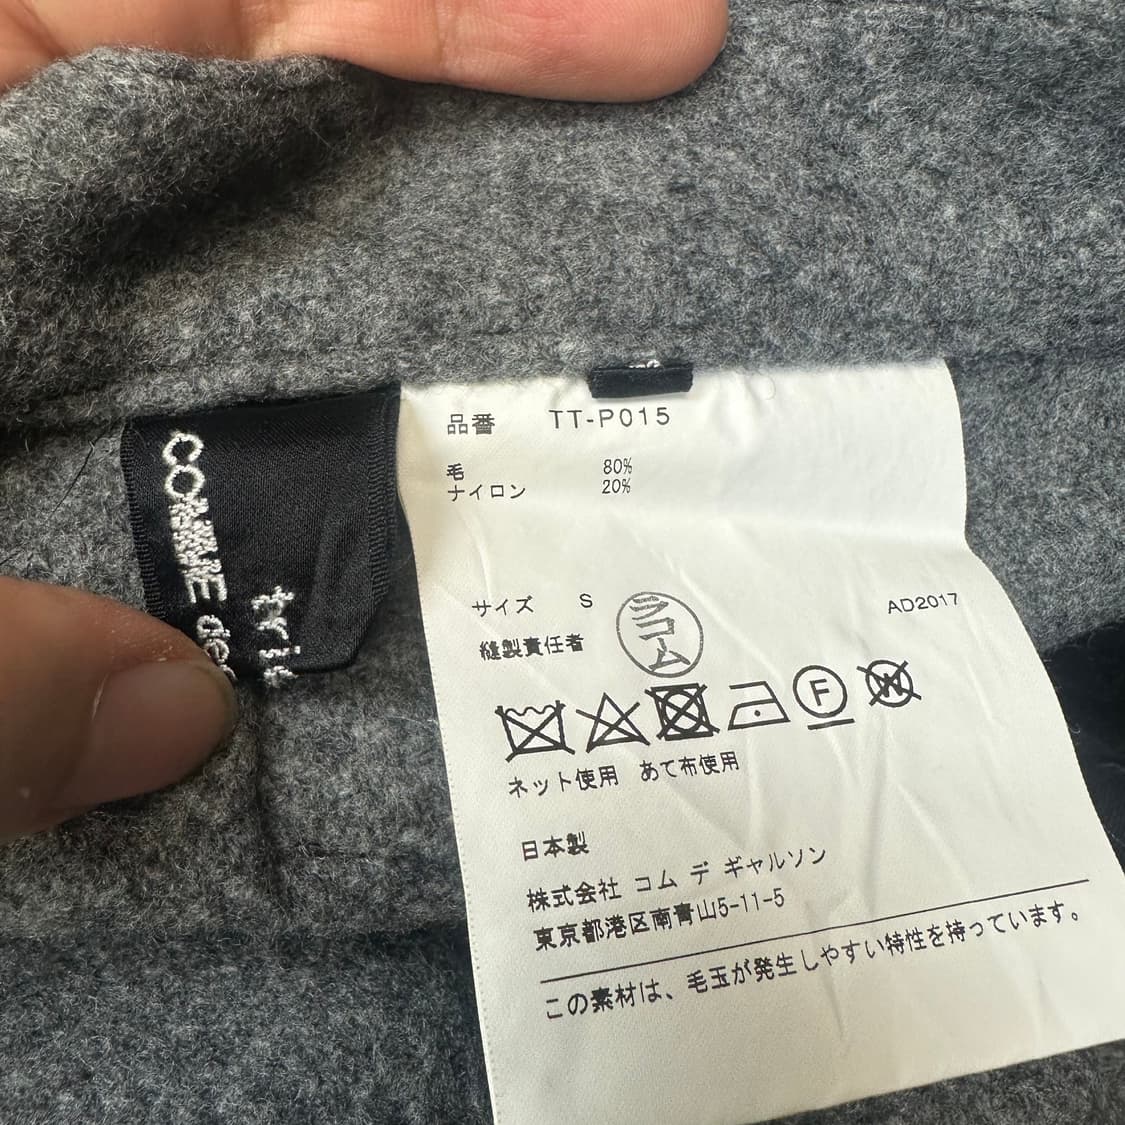 COMME des
tri
品番 TT-P015
毛 80%
ナイロン 20%
サイズ S AD2017
縫製責任者 コム
F W
ネット使用 あて布使用
日本製
株式会社 コム デ ギャルソン
東京都港区南青山5-11-5
この素材は、毛玉が発生しやすい特性を持っています。